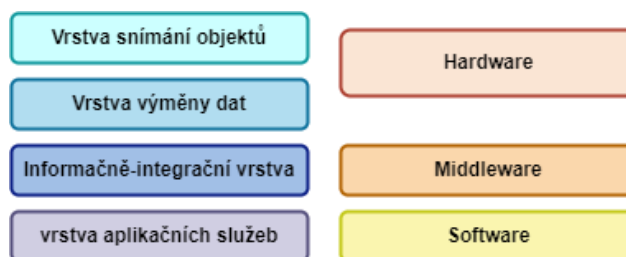 Vrstva snímání objektů
Vrstva výměny dat
Informačně-integrační vrstva
vrstva aplikačních služeb
Hardware
Middleware
Software